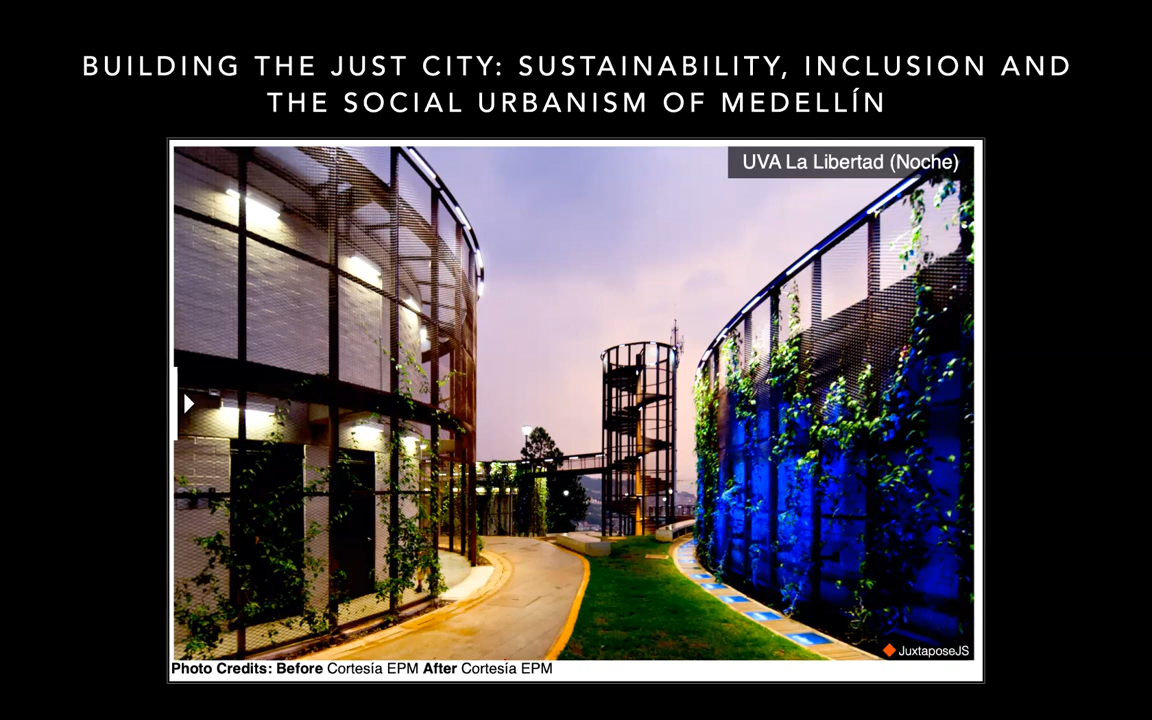 BUILDING THE JUST CITY: SUSTAINABILITY, INCLUSION AND
THE SOCIAL URBANISM OF MEDELLÍN
UVA La Libertad (Noche)
JuxtaposeJS
Photo Credits: Before Cortesía EPM After Cortesía EPM